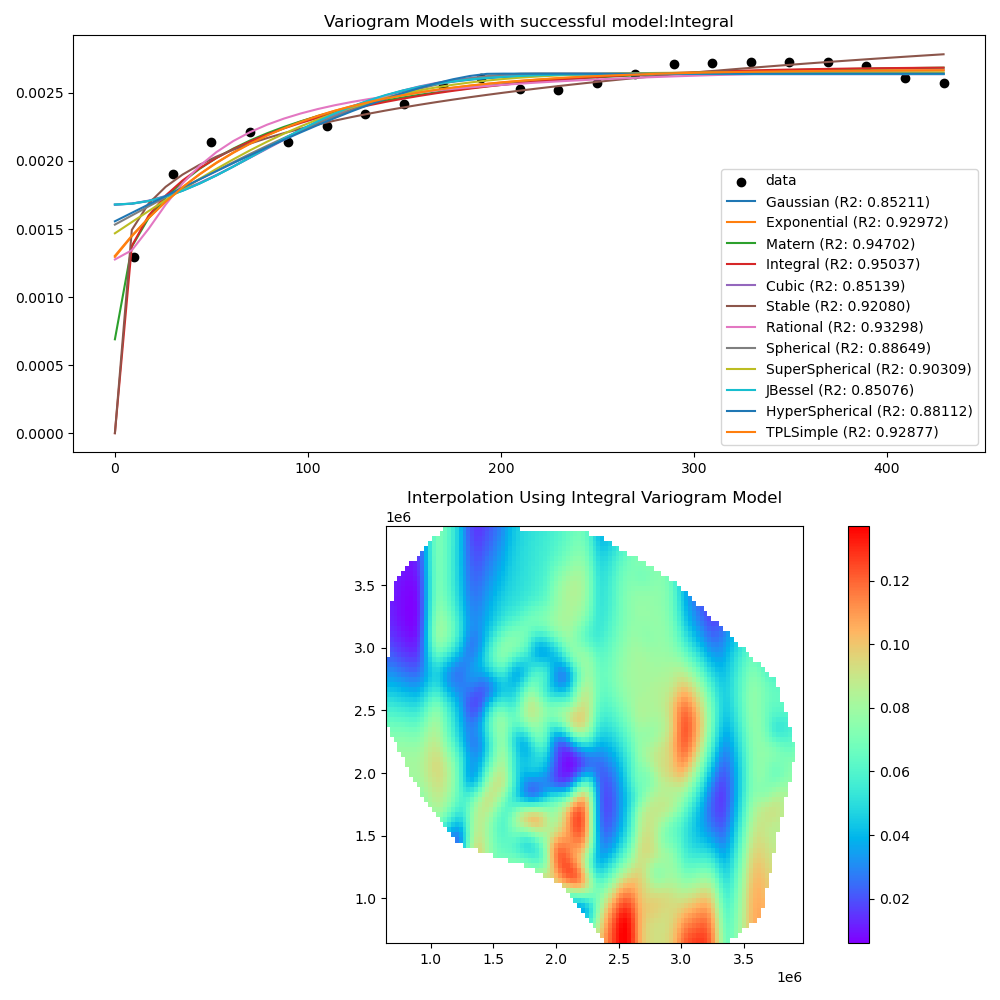 Variogram Models with successful model:Integral
0.0025
0.0020
0.0015
0.0010
0.0005
0.0000
data
Gaussian (R2: 0.85211)
Exponential (R2: 0.92972)
Matern (R2: 0.94702)
Integral (R2: 0.95037)
Cubic (R2: 0.85139)
Stable (R2: 0.92080)
Rational (R2: 0.93298)
Spherical (R2: 0.88649)
SuperSpherical (R2: 0.90309)
JBessel (R2: 0.85076)
HyperSpherical (R2: 0.88112)
TPLSimple (R2: 0.92877)
0 100 200 300 400
Interpolation Using Integral Variogram Model
1e6
3.5
3.0
2.5
2.0
1.5
1.0
1.0 1.5 2.0 2.5 3.0 3.5
1e6
0.12
0.10
0.08
0.06
0.04
0.02